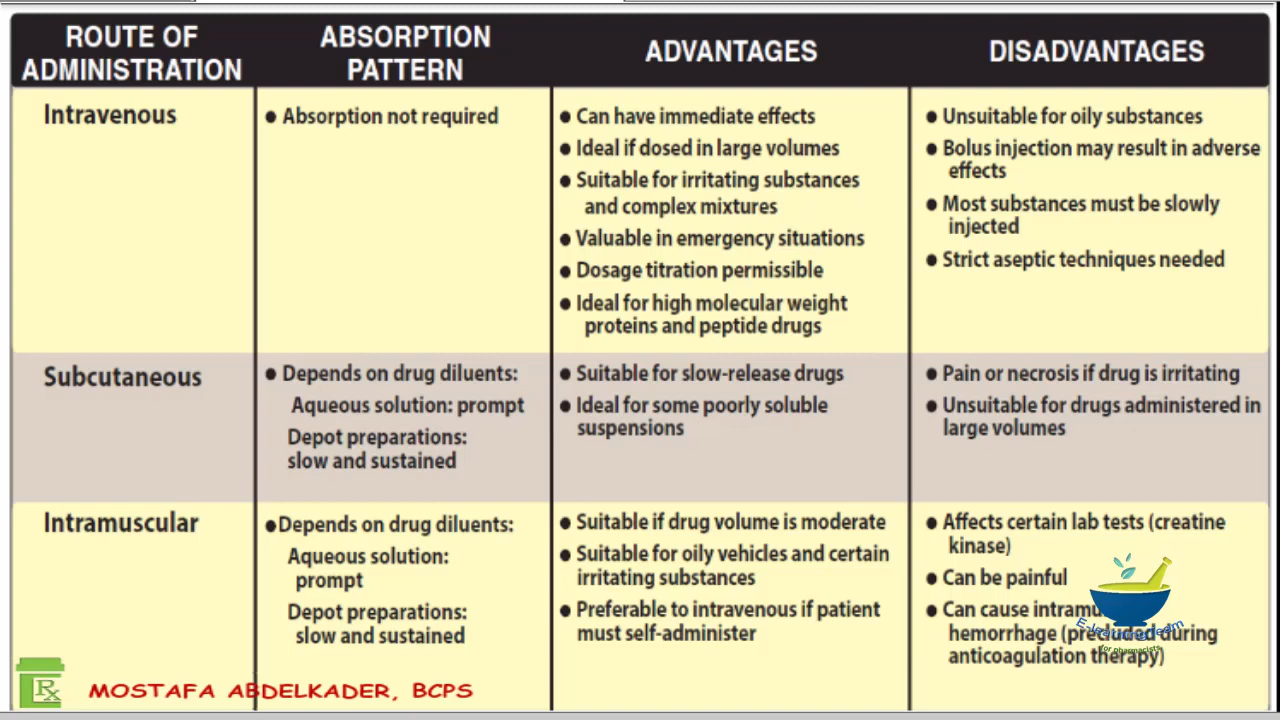 ROUTE OF
ADMINISTRATION
ABSORPTION
PATTERN
ADVANTAGES
DISADVANTAGES
Intravenous
● Absorption not required
● Can have immediate effects
● Ideal if dosed in large volumes
● Suitable for irritating substances
and complex mixtures
● Valuable in emergency situations
● Dosage titration permissible
● Ideal for high molecular weight
proteins and peptide drugs
● Unsuitable for oily substances
● Bolus injection may result in adverse
effects
● Most substances must be slowly
injected
● Strict aseptic techniques needed
Subcutaneous
● Depends on drug diluents:
Aqueous solution: prompt
Depot preparations:
slow and sustained
● Suitable for slow-release drugs
● Ideal for some poorly soluble
suspensions
● Pain or necrosis if drug is irritating
● Unsuitable for drugs administered in
large volumes
Intramuscular
● Depends on drug diluents:
Aqueous solution:
prompt
Depot preparations:
slow and sustained
● Suitable if drug volume is moderate
● Suitable for oily vehicles and certain
irritating substances
● Preferable to intravenous if patient
must self-administer
● Affects certain lab tests (creatine
kinase)
● Can be painful
● Can cause
hemorrhage (precluded during
anticoagulation therapy)
E-learning Team
for pharmacists
Rx
MOSTAFA ABDELKADER, BCPS